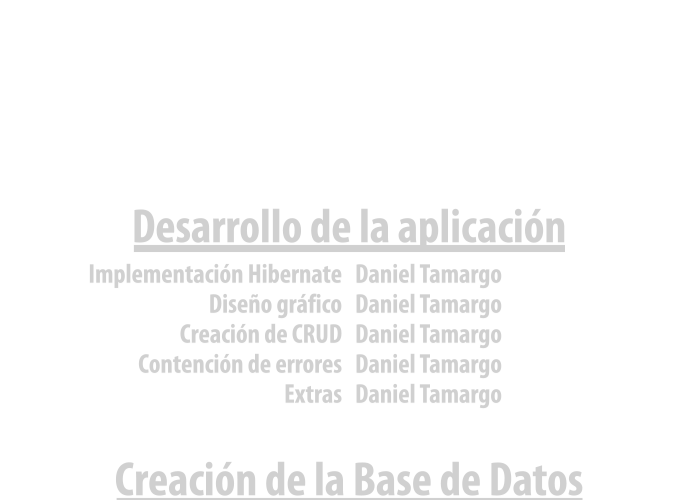 Desarrollo de la aplicación
Implementación Hibernate Daniel Tamargo
Diseño gráfico Daniel Tamargo
Creación de CRUD Daniel Tamargo
Contención de errores Daniel Tamargo
Extras Daniel Tamargo
Creación de la Base de Datos